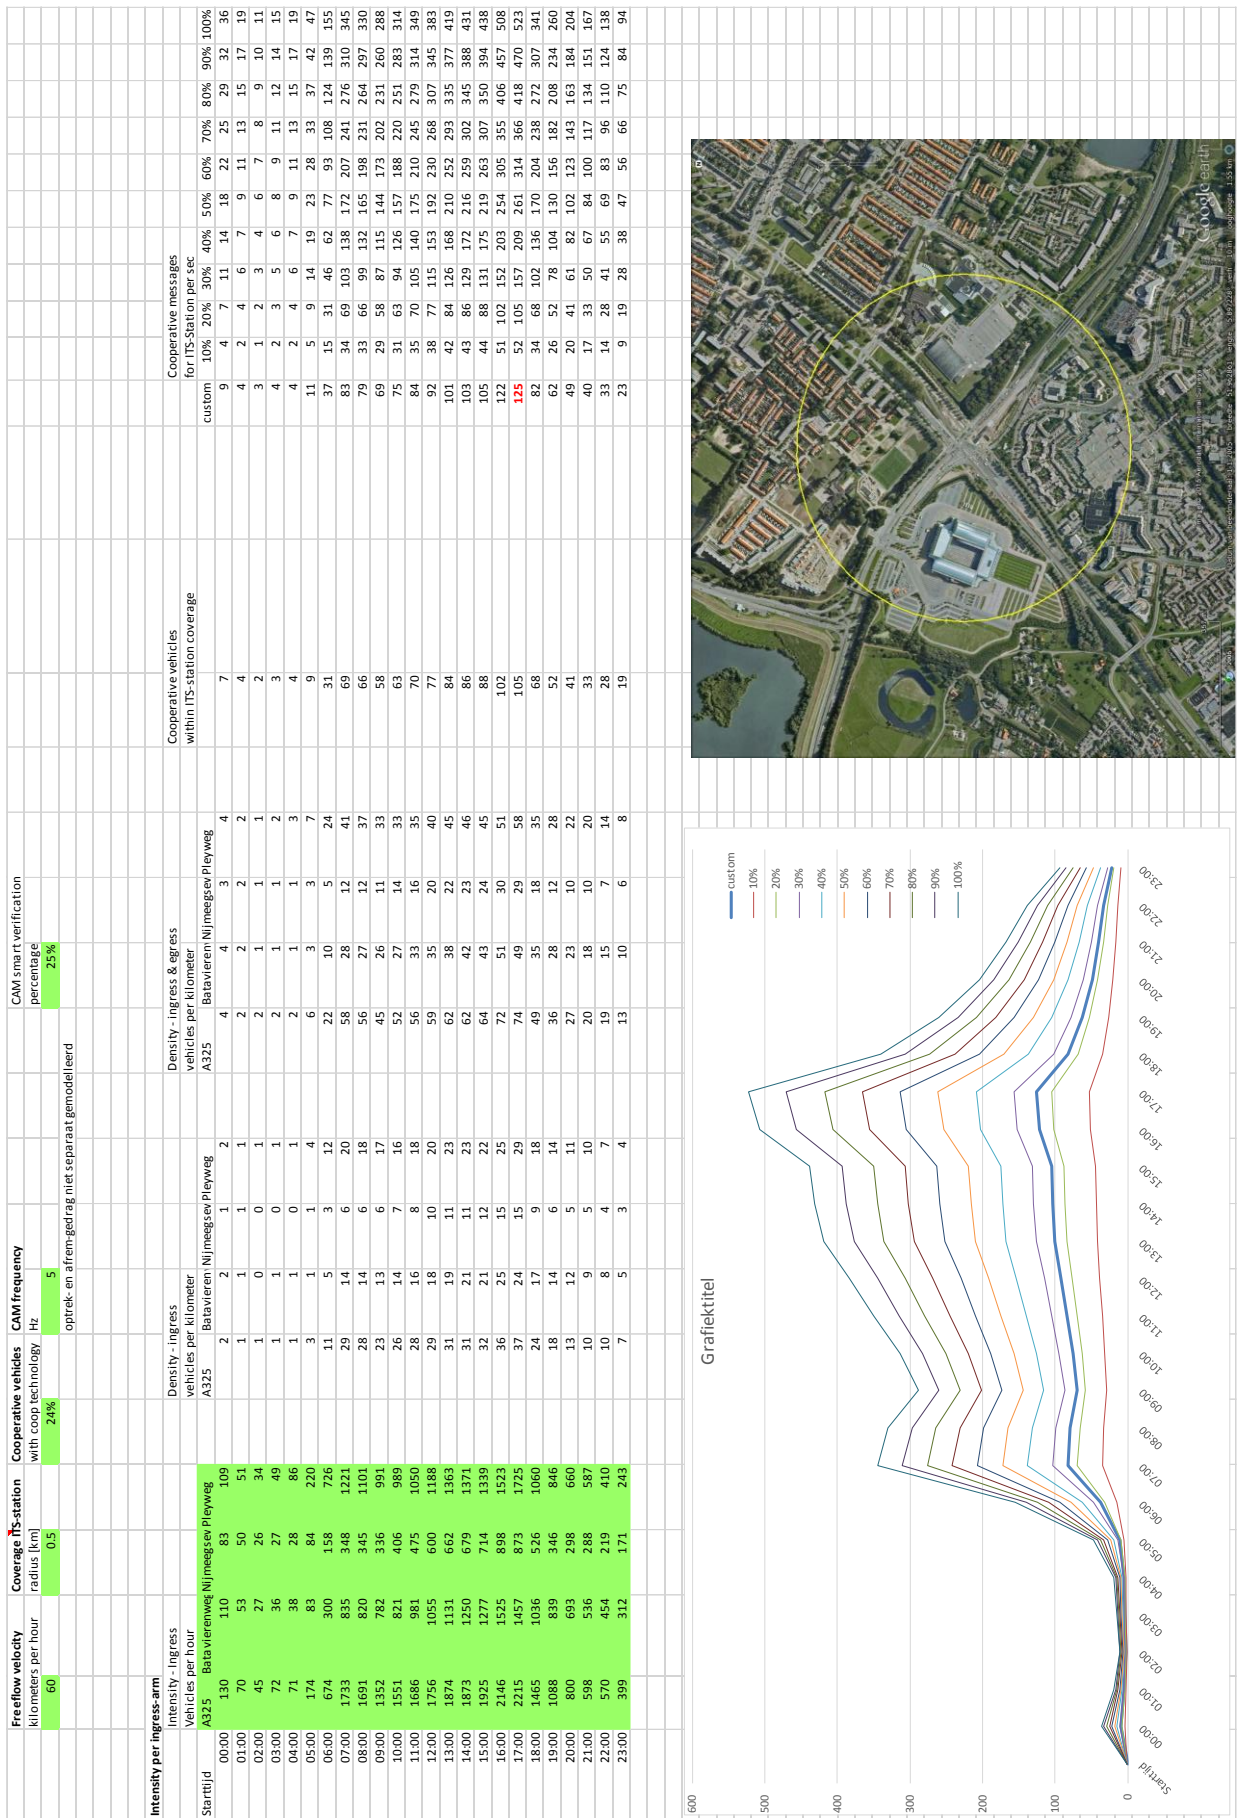 Freeflow velocity Coverage ITS-station Cooperative vehicles CAM frequency CAM smart verification
kilometers per hour radius [km] with coop technology Hz percentage
60 0.5 24% 5 25%
optrek- en afrem-gedrag niet separaat gemodelleerd
Intensity per ingress-arm
Intensity - Ingress Density - ingress Density - ingress & egress Cooperative vehicles Cooperative messages
Vehicles per hour vehicles per kilometer vehicles per kilometer within ITS-station coverage for ITS-Station per sec
Starttijd A325 Batavierenweg Nijmeegsev Pleyweg A325 Batavieren Nijmeegsev Pleyweg A325 Batavieren Nijmeegsev Pleyweg custom 10% 20% 30% 40% 50% 60% 70% 80% 90% 100%
00:00 130 110 83 109 2 2 1 2 4 4 3 4 7 9 4 7 11 14 18 22 25 29 32 36
01:00 70 53 50 51 1 1 1 1 2 2 2 2 4 4 2 4 6 7 9 11 13 15 17 19
02:00 45 27 26 34 1 0 0 1 2 1 1 1 2 3 1 2 3 4 6 7 8 9 10 11
03:00 72 36 27 49 1 1 0 1 2 1 1 2 3 4 2 3 5 6 8 9 11 12 14 15
04:00 71 38 28 86 1 1 0 1 2 1 1 3 4 4 2 4 6 7 9 11 13 15 17 19
05:00 174 83 84 220 3 1 1 4 6 3 3 7 9 11 5 9 14 19 23 28 33 37 42 47
06:00 674 300 158 726 11 5 3 12 22 10 5 24 31 37 15 31 46 62 77 93 108 124 139 155
07:00 1733 835 348 1221 29 14 6 20 58 28 12 41 69 83 34 69 103 138 172 207 241 276 310 345
08:00 1691 820 345 1101 28 14 6 18 56 27 12 37 66 79 33 66 99 132 165 198 231 264 297 330
09:00 1352 782 336 991 23 13 6 17 45 26 11 33 58 69 29 58 87 115 144 173 202 231 260 288
10:00 1551 821 406 989 26 14 7 16 52 27 14 33 63 75 31 63 94 126 157 188 220 251 283 314
11:00 1686 981 475 1050 28 16 8 18 56 33 16 35 70 84 35 70 105 140 175 210 245 279 314 349
12:00 1756 1055 600 1188 29 18 10 20 59 35 20 40 77 92 38 77 115 153 192 230 268 307 345 383
13:00 1874 1131 662 1363 31 19 11 23 62 38 22 45 84 101 42 84 126 168 210 252 293 335 377 419
14:00 1873 1250 679 1371 31 21 11 23 62 42 23 46 86 103 43 86 129 172 216 259 302 345 388 431
15:00 1925 1277 714 1339 32 21 12 22 64 43 24 45 88 105 44 88 131 175 219 263 307 350 394 438
16:00 2146 1525 898 1523 36 25 15 25 72 51 30 51 102 122 51 102 152 203 254 305 355 406 457 508
17:00 2215 1457 873 1725 37 24 15 29 74 49 29 58 105 125 52 105 157 209 261 314 366 418 470 523
18:00 1465 1036 526 1060 24 17 9 18 49 35 18 35 68 82 34 68 102 136 170 204 238 272 307 341
19:00 1088 839 346 846 18 14 6 14 36 28 12 28 52 62 26 52 78 104 130 156 182 208 234 260
20:00 800 693 298 660 13 12 5 11 27 23 10 22 41 49 20 41 61 82 102 123 143 163 184 204
21:00 598 536 288 587 10 9 5 10 20 18 10 20 33 40 17 33 50 67 84 100 117 134 151 167
22:00 570 454 219 410 10 8 4 7 19 15 7 14 28 33 14 28 41 55 69 83 96 110 124 138
23:00 399 312 171 243 7 5 3 4 13 10 6 8 19 23 9 19 28 38 47 56 66 75 84 94
Grafiektitel
600
500
400
300
200
100
0
Starttijd 00:00 01:00 02:00 03:00 04:00 05:00 06:00 07:00 08:00 09:00 10:00 11:00 12:00 13:00 14:00 15:00 16:00 17:00 18:00 19:00 20:00 21:00 22:00 23:00
custom
10%
20%
30%
40%
50%
60%
70%
80%
90%
100%
Google earth